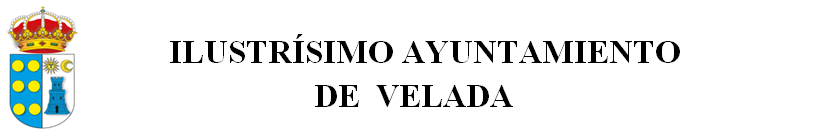 ILUSTRÍSIMO AYUNTAMIENTO
DE VELADA